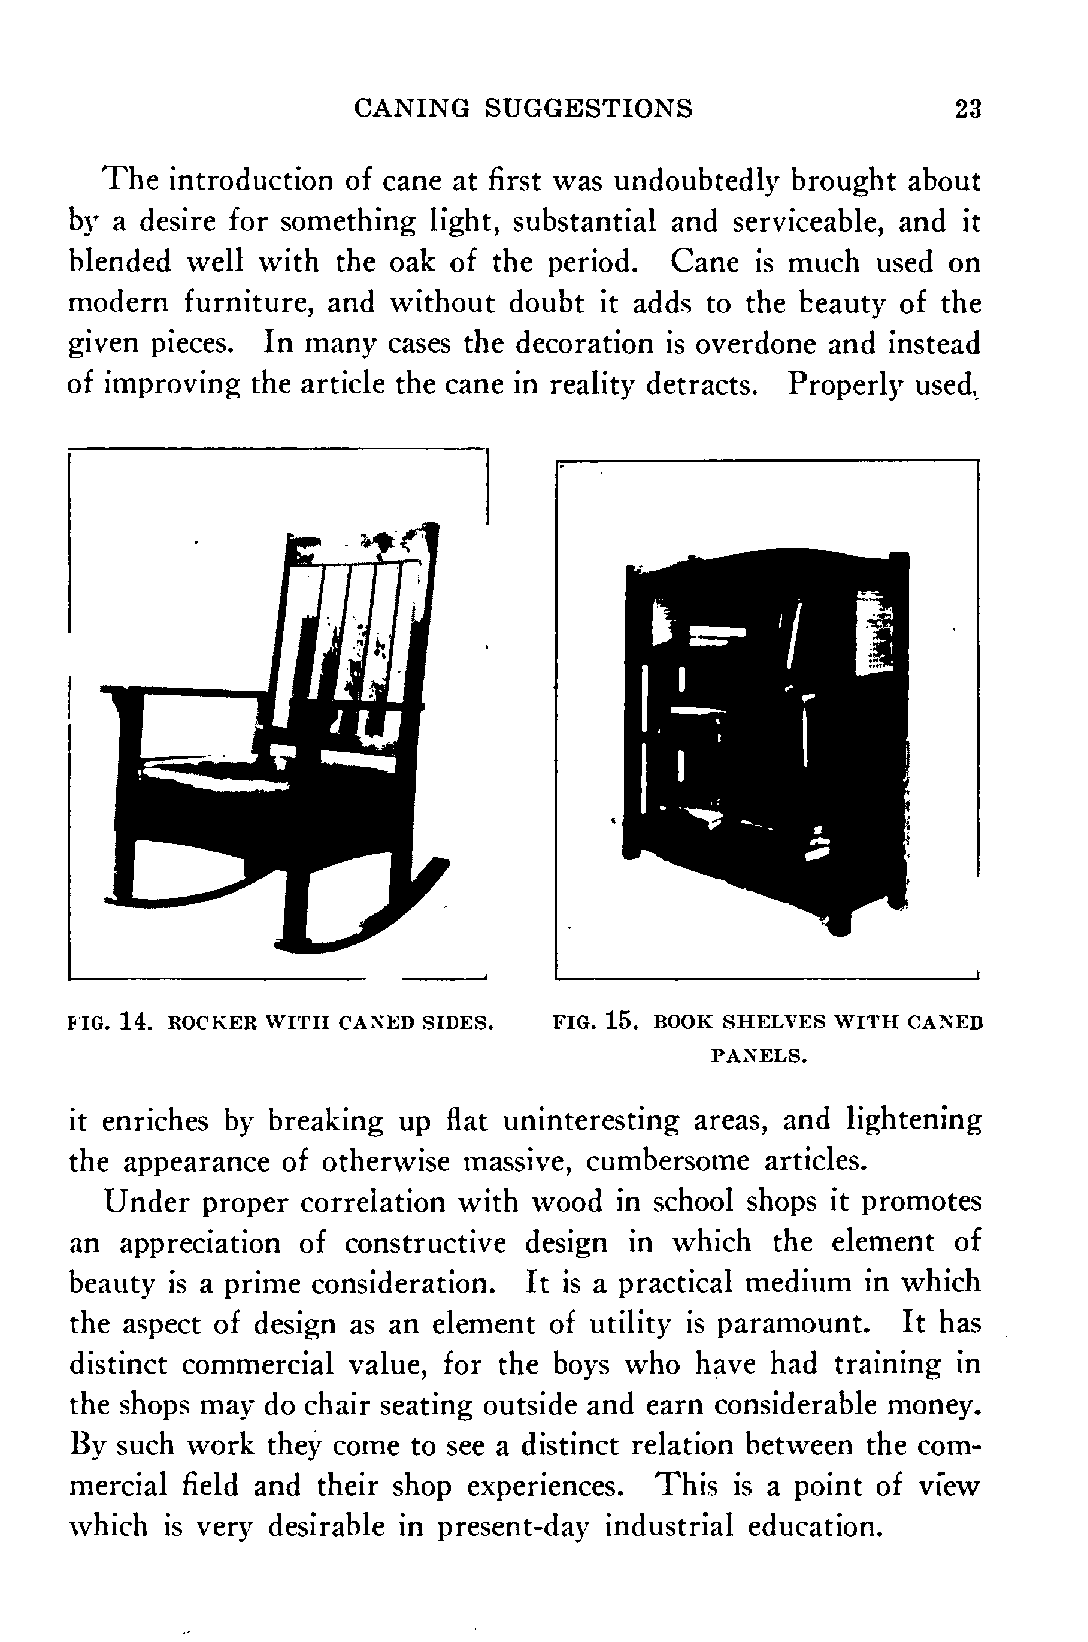 CANING SUGGESTIONS 23
The introduction of cane at first was undoubtedly brought about
by a desire for something light, substantial and serviceable, and it
blended well with the oak of the period. Cane is much used on
modern furniture, and without doubt it adds to the beauty of the
given pieces. In many cases the decoration is overdone and instead
of improving the article the cane in reality detracts. Properly used,
FIG. 14. ROCKER WITH CANED SIDES.
FIG. 15. BOOK SHELVES WITH CANED
PANELS.
it enriches by breaking up flat uninteresting areas, and lightening
the appearance of otherwise massive, cumbersome articles.
Under proper correlation with wood in school shops it promotes
an appreciation of constructive design in which the element of
beauty is a prime consideration. It is a practical medium in which
the aspect of design as an element of utility is paramount. It has
distinct commercial value, for the boys who have had training in
the shops may do chair seating outside and earn considerable money.
By such work they come to see a distinct relation between the com-
mercial field and their shop experiences. This is a point of view
which is very desirable in present-day industrial education.